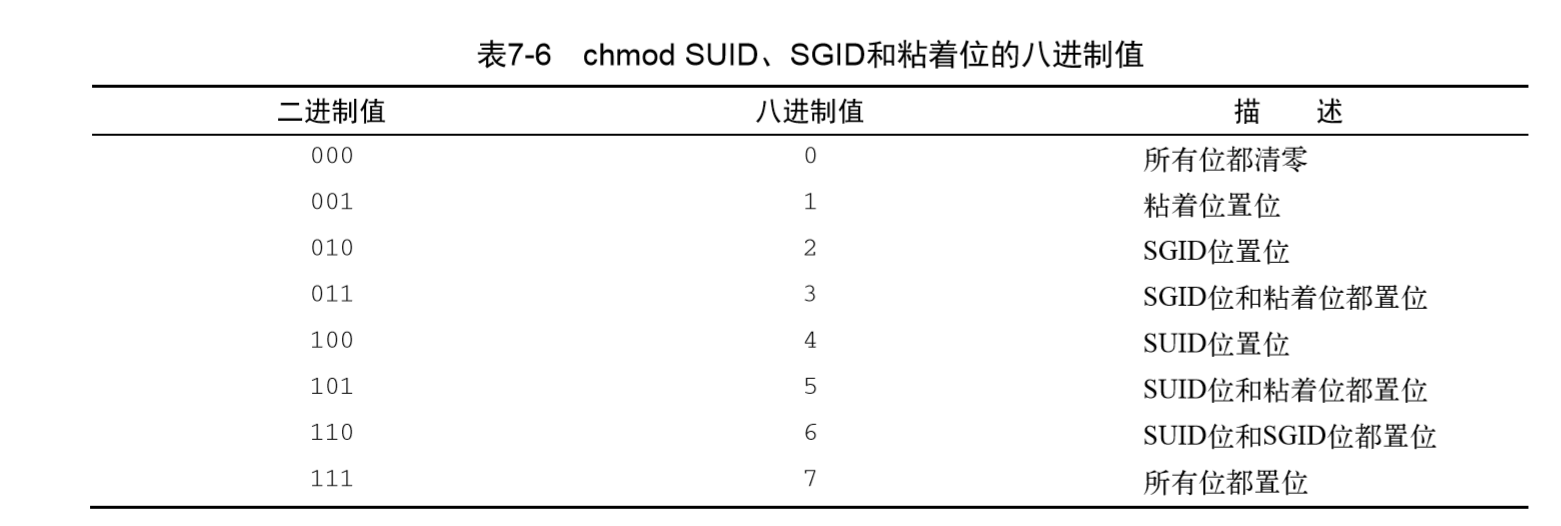 表7-6 chmod SUID、SGID和粘着位的八进制值
二进制值 八进制值 描 述
000 0 所有位都清零
001 1 粘着位置位
010 2 SGID位置位
011 3 SGID位和粘着位都置位
100 4 SUID位置位
101 5 SUID位和粘着位都置位
110 6 SUID位和SGID位都置位
111 7 所有位都置位